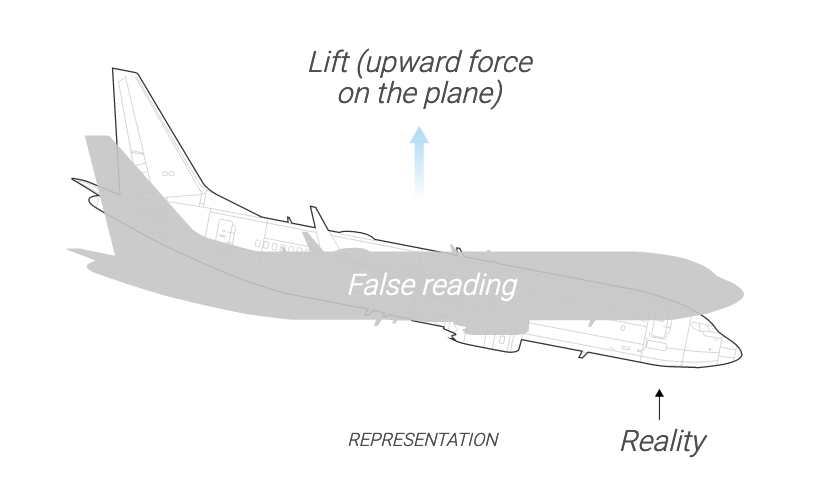 Lift (upward force
on the plane)
False reading
REPRESENTATION
Reality